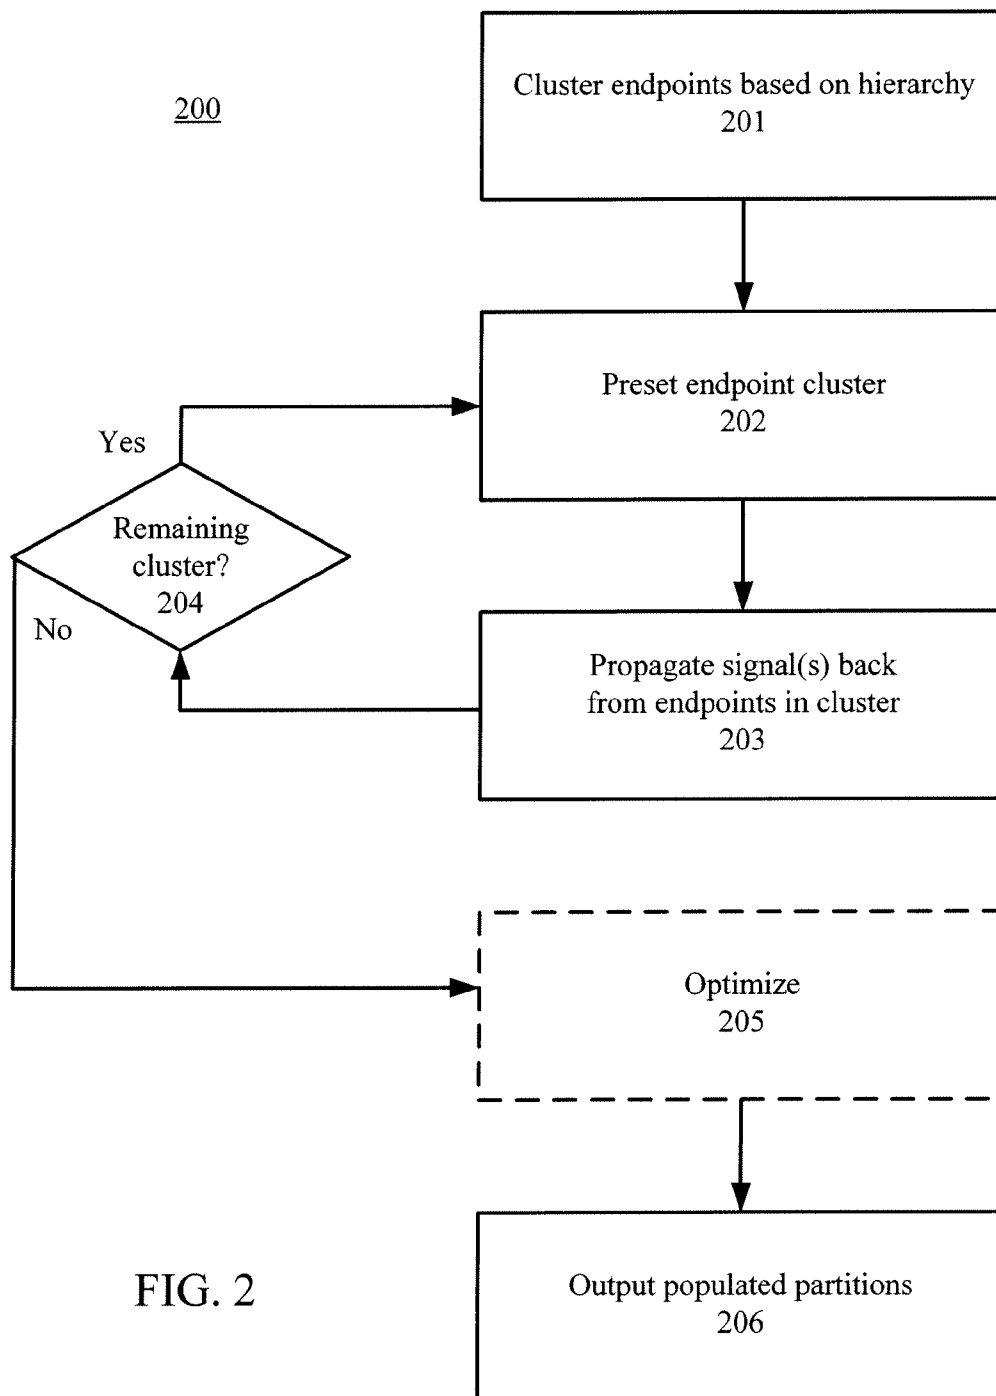 200
Cluster endpoints based on hierarchy
201
Preset endpoint cluster
202
Yes
Remaining
cluster?
204
No
Propagate signal(s) back
from endpoints in cluster
203
Optimize
205
Output populated partitions
206
FIG. 2